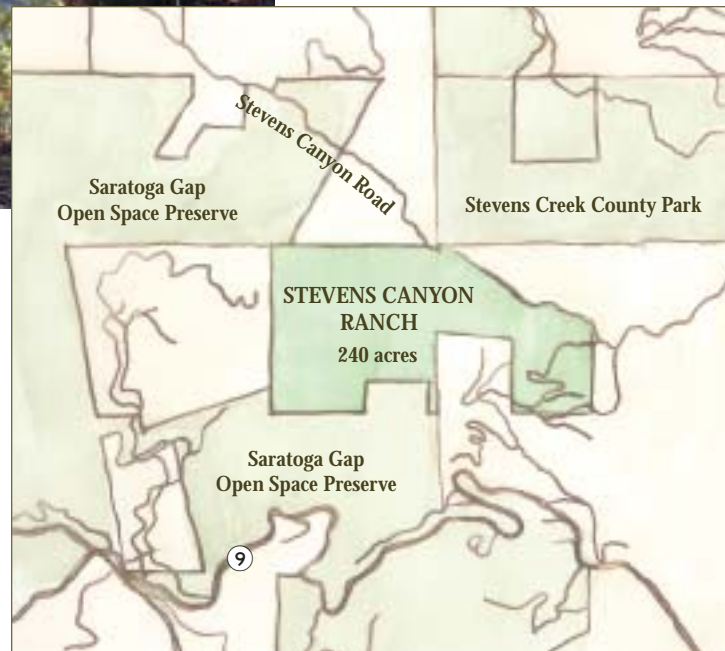 Stevens Canyon Road
Saratoga Gap
Open Space Preserve
Stevens Creek County Park
STEVENS CANYON
RANCH
240 acres
Saratoga Gap
Open Space Preserve
9